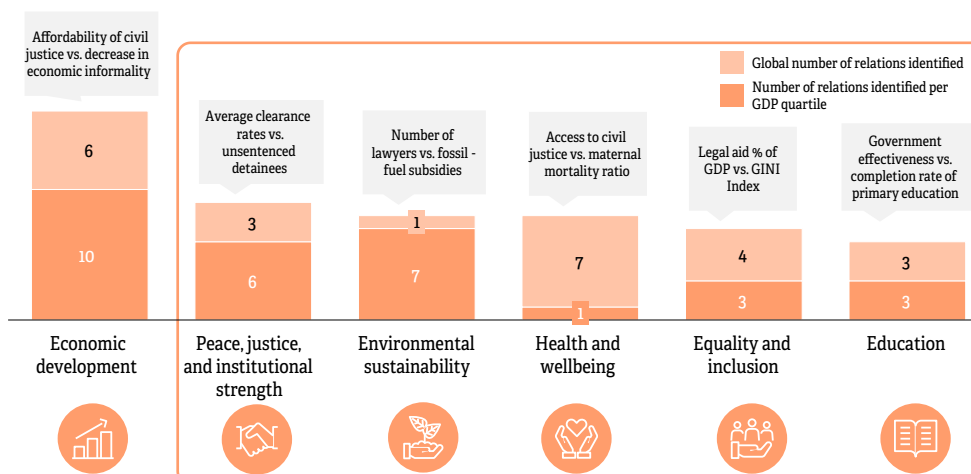 Affordability of civil
justice vs. decrease in
economic informality
Global number of relations identified
Number of relations identified per
GDP quartile
Average clearance
rates vs.
unsentenced
detainees
Number of
lawyers vs. fossil -
fuel subsidies
Access to civil
justice vs. maternal
mortality ratio
Legal aid % of
GDP vs. GINI
Index
Government
effectiveness vs.
completion rate of
primary education
6
10
3
6
1
7
7
1
4
3
3
3
Economic
development
Peace, justice,
and institutional
strength
Environmental
sustainability
Health and
wellbeing
Equality and
inclusion
Education